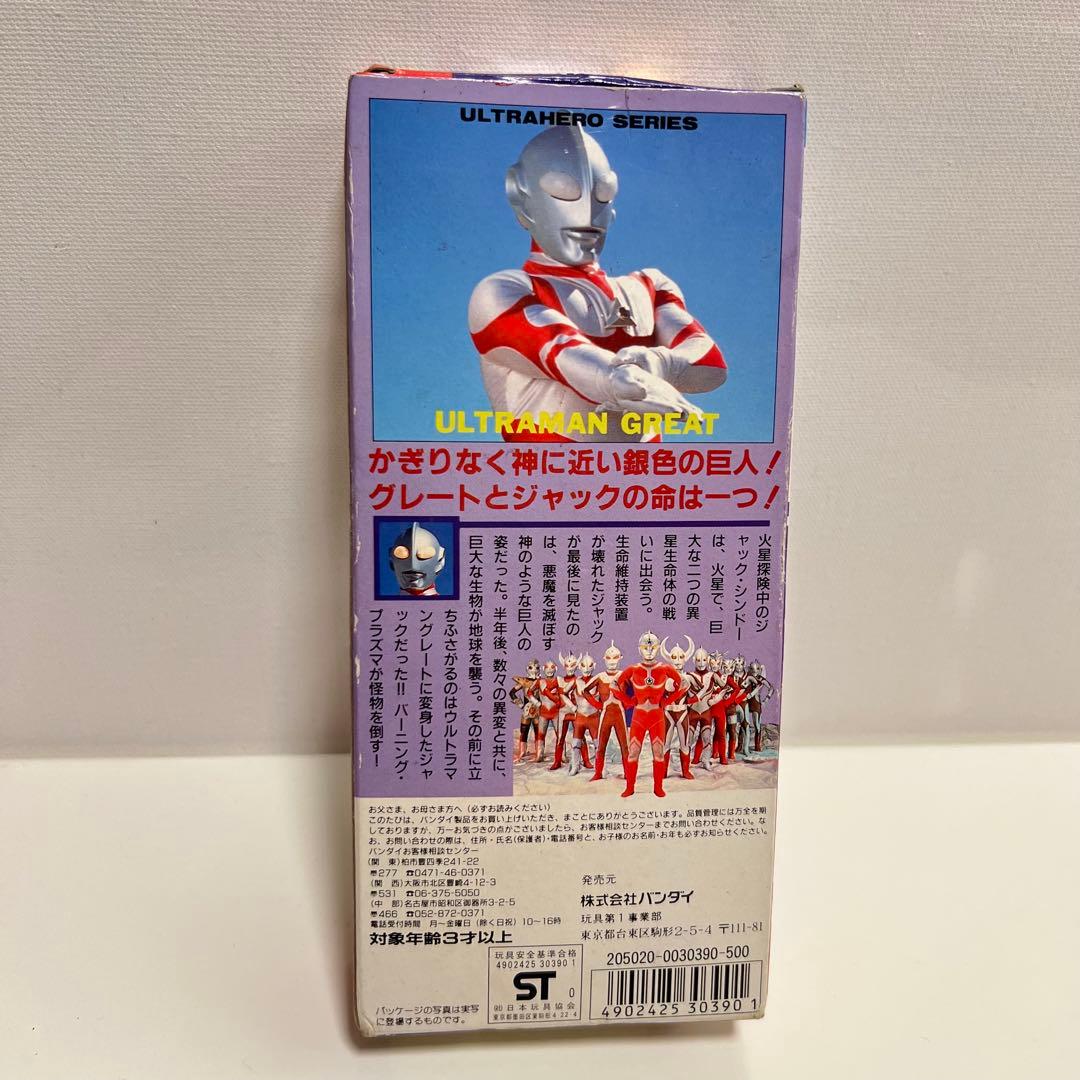 ULTRAHERO SERIES
ULTRAMAN GREAT
かぎりなく神に近い銀色の巨人!
グレートとジャックの命は一つ!
火星探険中のジ
ャック・シンドー
は、火星で、巨
大な二つの異
星生命体の戦
いに出会う。
生命維持装置
が壊れたジャック
が最後に見たの
は、悪魔を滅ぼす
神のような巨人の
姿だった。半年後、数々の異変と共に、
巨大な生物が地球を襲う。その前に立
ちふさがるのはウルトラマ
ングレートに変身したジャ
ックだった!! バーニング・
プラズマが怪物を倒す!
お父さま、お母さま方へ(必ずお読みください)
このたびは、バンダイ製品をお買い上げいただき、まことにありがとうございます。品質管理には万全を期
しておりますが、万一お気づきの点がございましたら、お客様相談センターまでお問い合わせください。な
お、お問い合わせの際は、住所・氏名(保護者)・電話番号と、お子様のお名前・お年も必ずお知らせください。
バンダイお客様相談センター
(関 東)柏市豊四季241-22
〒277 ☎0471-46-0371
(関 西)大阪市北区豊崎4-12-3
〒531 ☎06-375-5050
(中 部)名古屋市昭和区御器所3-2-5
〒466 ☎052-872-0371
電話受付時間 月〜金曜日(除く日祝)10〜16時
対象年齢3才以上
発売元
株式会社バンダイ
玩具第1事業部
東京都台東区駒形2-5-4 〒111-81
205020-0030390-500
玩具安全基準合格
4902425 30390 1
ST
0
㈳日本玩具協会
東京都墨田区東駒形4-22-4
4902425 303901
パッケージの写真は実写
に登場するものです。